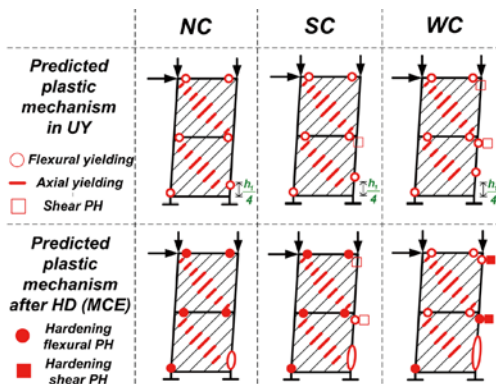 NC
SC
WC
Predicted
plastic
mechanism
in UY
Flexural yielding
Axial yielding
Shear PH
h₁/4
h₁/4
h₁/4
Predicted
plastic
mechanism
after HD (MCE)
Hardening
flexural PH
Hardening
shear PH